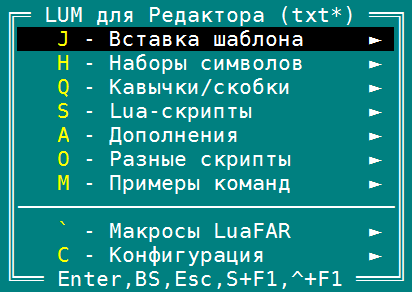 LUM для Редактора (txt*)
J - Вставка шаблона ►
H - Наборы символов ►
Q - Кавычки/скобки ►
S - Lua-скрипты ►
A - Дополнения ►
O - Разные скрипты ►
M - Примеры команд ►
` - Макросы LuaFAR ►
C - Конфигурация ►
Enter,BS,Esc,S+F1,^+F1